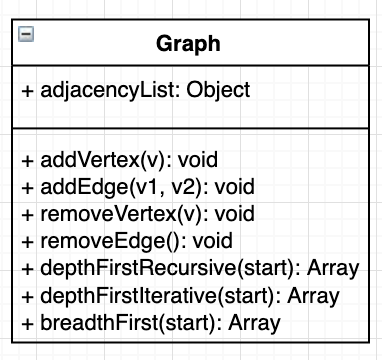 Graph
+ adjacencyList: Object
+ addVertex(v): void
+ addEdge(v1, v2): void
+ removeVertex(v): void
+ removeEdge(): void
+ depthFirstRecursive(start): Array
+ depthFirstIterative(start): Array
+ breadthFirst(start): Array